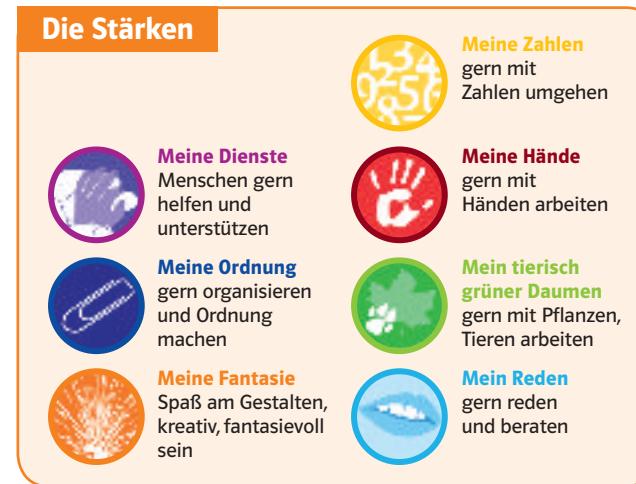 Die Stärken
Meine Zahlen
gern mit
Zahlen umgehen
Meine Dienste
Menschen gern
helfen und
unterstützen
Meine Hände
gern mit
Händen arbeiten
Meine Ordnung
gern organisieren
und Ordnung
machen
Mein tierisch
grüner Daumen
gern mit Pflanzen,
Tieren arbeiten
Meine Fantasie
Spaß am Gestalten,
kreativ, fantasievoll
sein
Mein Reden
gern reden
und beraten